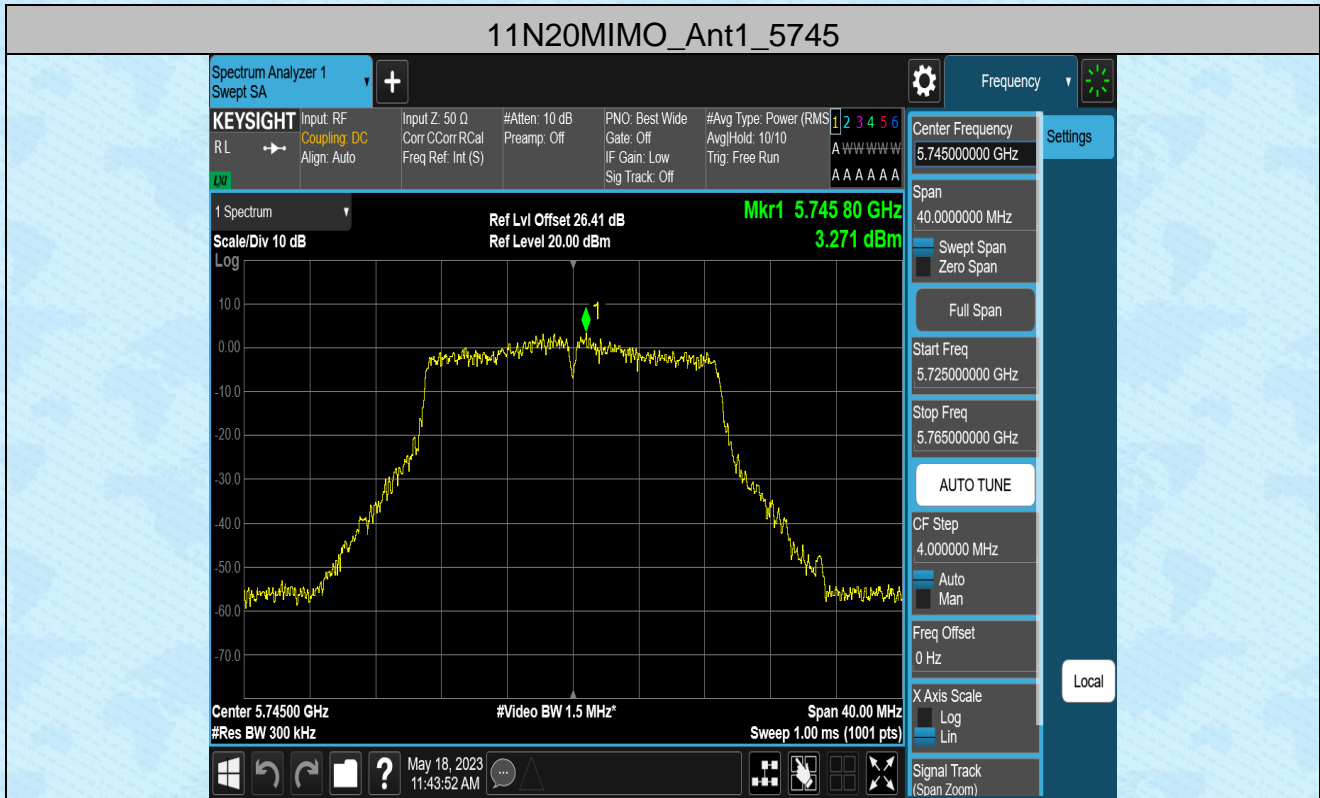 11N20MIMO_Ant1_5745
Spectrum Analyzer 1
Swept SA
Frequency
KEYSIGHT
RL
LXI
Input: RF
Coupling: DC
Align: Auto
Input Z: 50 Ω
Corr CCorr RCal
Freq Ref: Int (S)
#Atten: 10 dB
Preamp: Off
PNO: Best Wide
Gate: Off
IF Gain: Low
Sig Track: Off
#Avg Type: Power (RMS
Avg|Hold: 10/10
Trig: Free Run
1 2 3 4 5 6
A W W W W W
A A A A A A
1 Spectrum
Scale/Div 10 dB
Log
Ref Lvl Offset 26.41 dB
Ref Level 20.00 dBm
Mkr1 5.745 80 GHz
3.271 dBm
1
10.0
0.00
-10.0
-20.0
-30.0
-40.0
-50.0
-60.0
-70.0
Center 5.74500 GHz
#Res BW 300 kHz
#Video BW 1.5 MHz*
Span 40.00 MHz
Sweep 1.00 ms (1001 pts)
?
May 18, 2023
11:43:52 AM
Center Frequency
5.745000000 GHz
Span
40.0000000 MHz
Swept Span
Zero Span
Full Span
Start Freq
5.725000000 GHz
Stop Freq
5.765000000 GHz
AUTO TUNE
CF Step
4.000000 MHz
Auto
Man
Freq Offset
0 Hz
X Axis Scale
Log
Lin
Signal Track
(Span Zoom)
Settings
Local